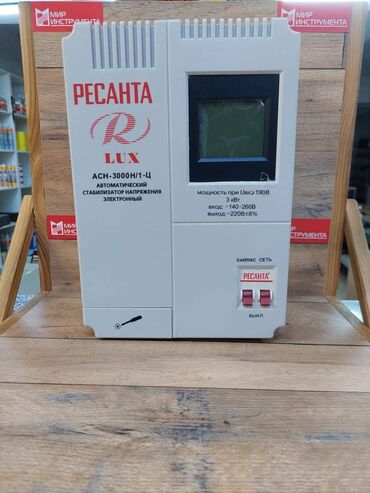 МИР
ИНСТРУМЕНТА
МИР
ИНСТРУМЕНТА
РЕСАНТА
R
LUX
АСН-3000Н/1-Ц
АВТОМАТИЧЕСКИЙ
СТАБИЛИЗАТОР НАПРЯЖЕНИЯ
ЭЛЕКТРОННЫЙ
мощность при Uвх≥190В
3 кВт
вход: ~140-260В
выход: ~220В±8%
МИР
ИНСТРУМЕНТА
МИР
ИНСТРУМЕНТА
БАЙПАС СЕТЬ
РЕСАНТА
ВЫКЛ